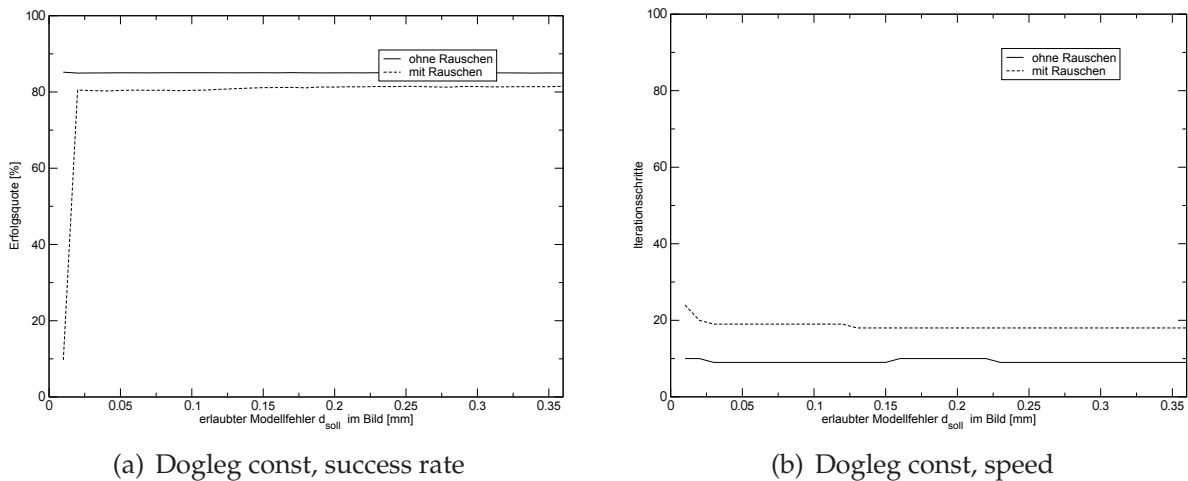 100
80
60
40
20
0
Erfolgsquote [%]
ohne Rauschen
mit Rauschen
0 0.05 0.1 0.15 0.2 0.25 0.3 0.35
erlaubter Modellfehler d_soll im Bild [mm]
(a) Dogleg const, success rate
100
80
60
40
20
0
Iterationsschritte
ohne Rauschen
mit Rauschen
0 0.05 0.1 0.15 0.2 0.25 0.3 0.35
erlaubter Modellfehler d_soll im Bild [mm]
(b) Dogleg const, speed